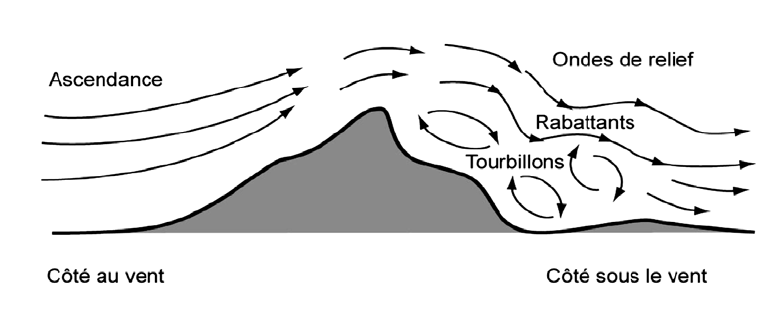 Ondes de relief
Ascendance
Rabattants
Tourbillons
Côté au vent
Côté sous le vent